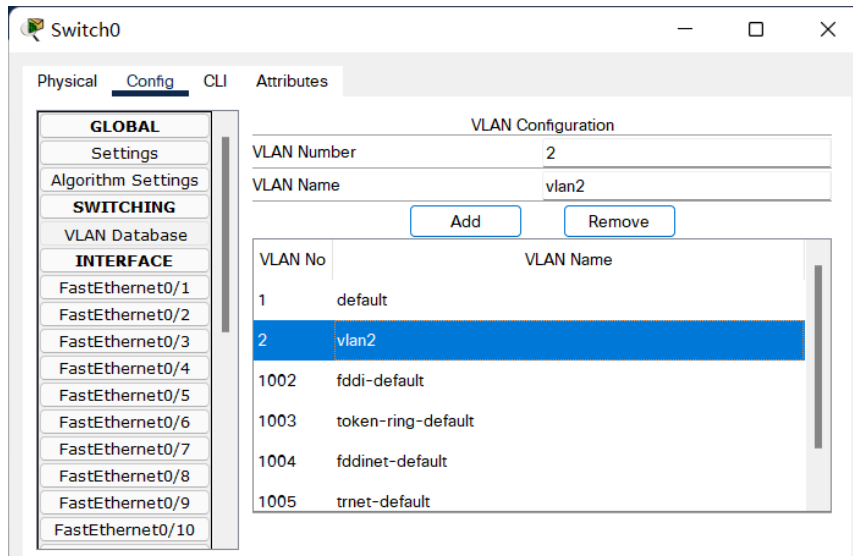 Switch0
Physical Config CLI Attributes
GLOBAL
Settings
Algorithm Settings
SWITCHING
VLAN Database
INTERFACE
FastEthernet0/1
FastEthernet0/2
FastEthernet0/3
FastEthernet0/4
FastEthernet0/5
FastEthernet0/6
FastEthernet0/7
FastEthernet0/8
FastEthernet0/9
FastEthernet0/10
VLAN Configuration
VLAN Number 2
VLAN Name vlan2
Add Remove
VLAN No VLAN Name
1 default
2 vlan2
1002 fddi-default
1003 token-ring-default
1004 fddinet-default
1005 trnet-default